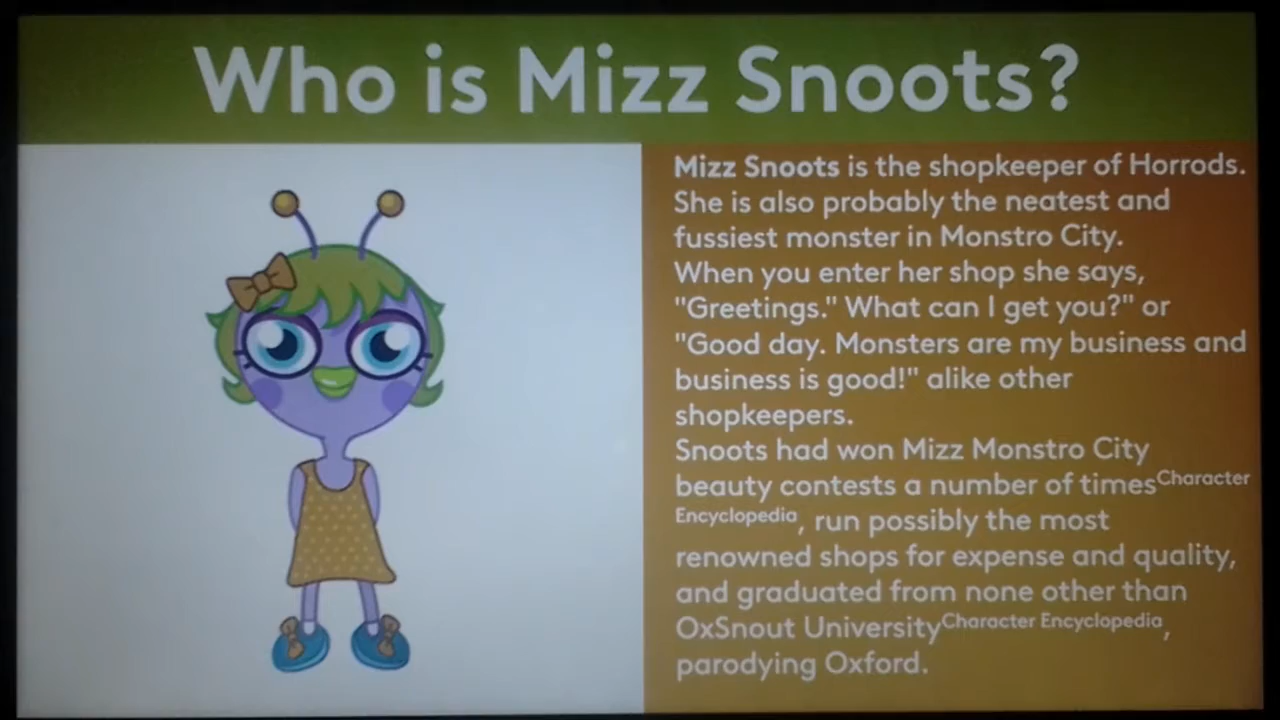 Who is Mizz Snoots?
Mizz Snoots is the shopkeeper of Horrods.
She is also probably the neatest and
fussiest monster in Monstro City.
When you enter her shop she says,
"Greetings." What can I get you?" or
"Good day. Monsters are my business and
business is good!" alike other
shopkeepers.
Snoots had won Mizz Monstro City
beauty contests a number of times Character
Encyclopedia, run possibly the most
renowned shops for expense and quality,
and graduated from none other than
OxSnout University Character Encyclopedia,
parodying Oxford.